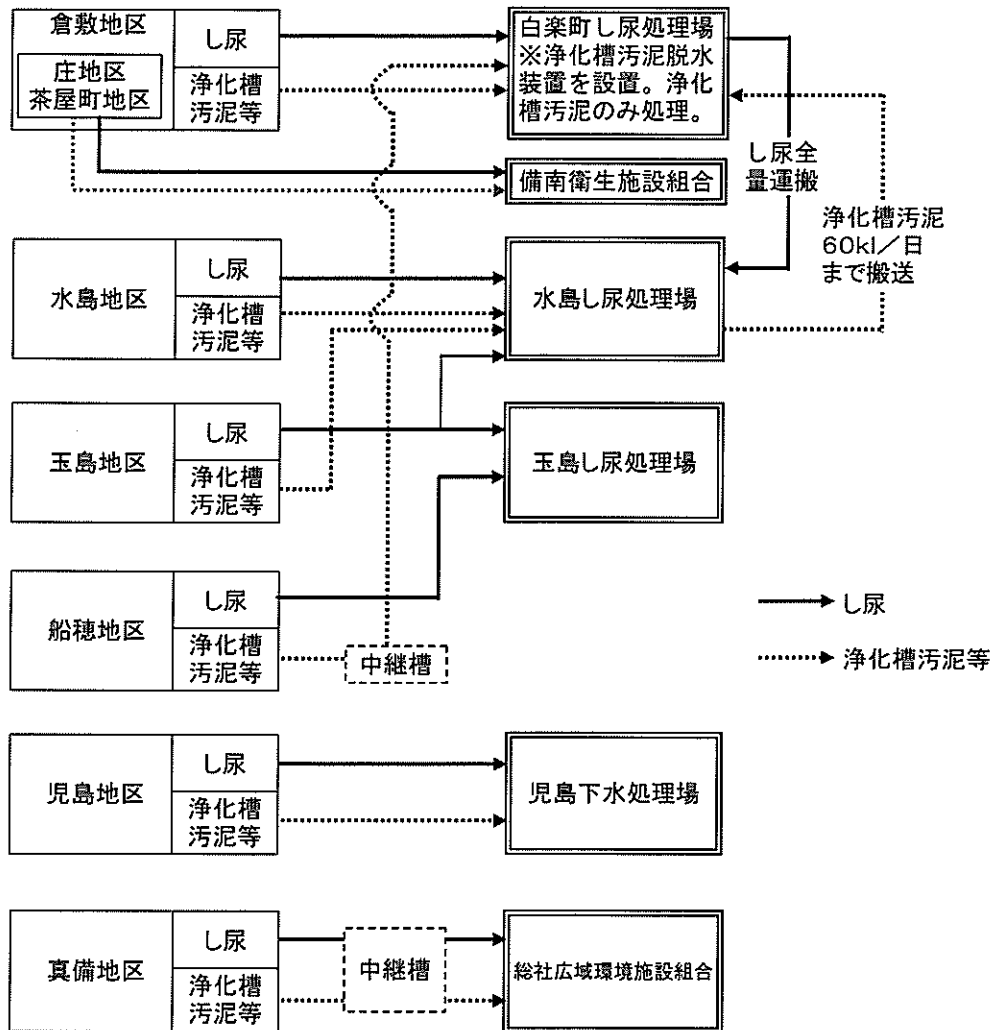 倉敷地区
庄地区
茶屋町地区
し尿
浄化槽
汚泥等
白楽町し尿処理場
※浄化槽汚泥脱水
装置を設置。浄化
槽汚泥のみ処理。
備南衛生施設組合
し尿全
量運搬
浄化槽汚泥
60kl／日
まで搬送
水島地区
し尿
浄化槽
汚泥等
水島し尿処理場
玉島地区
し尿
浄化槽
汚泥等
玉島し尿処理場
船穂地区
し尿
浄化槽
汚泥等
中継槽
し尿
浄化槽汚泥等
児島地区
し尿
浄化槽
汚泥等
児島下水処理場
真備地区
し尿
浄化槽
汚泥等
中継槽
総社広域環境施設組合